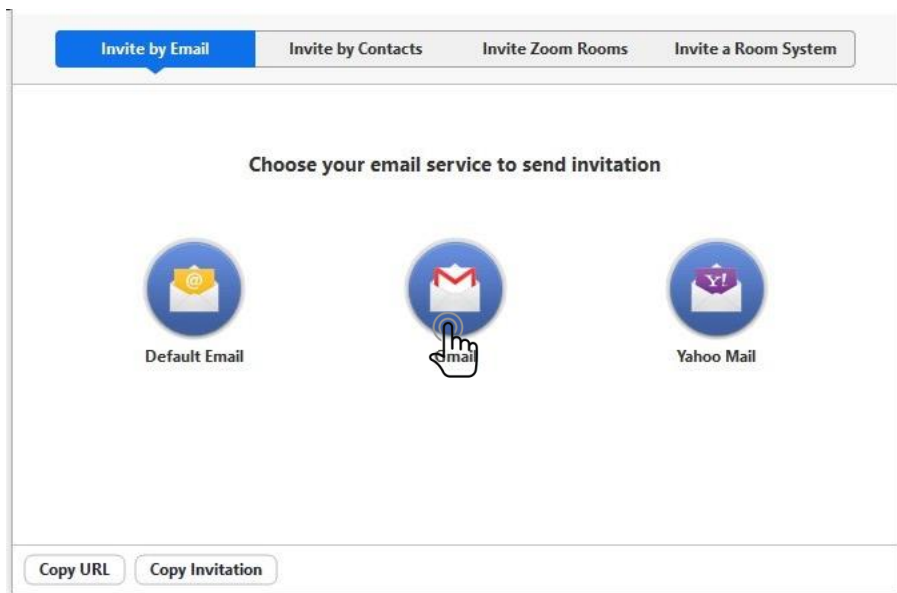 Invite by Email Invite by Contacts Invite Zoom Rooms Invite a Room System
Choose your email service to send invitation
@ Y!
Default Email Gmail Yahoo Mail
Copy URL Copy Invitation